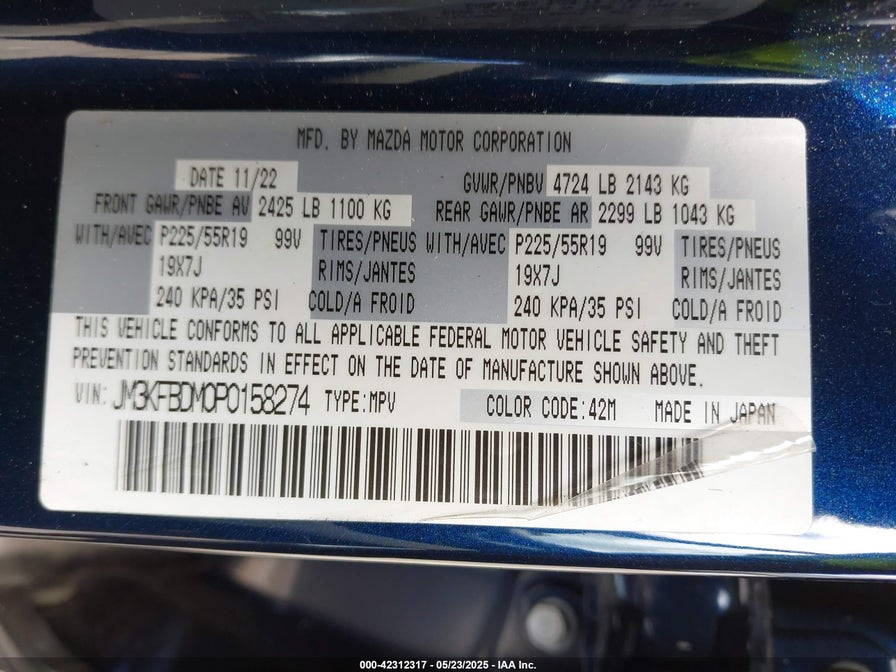 MFD. BY MAZDA MOTOR CORPORATION
DATE 11/22 GVWR/PNBV 4724 LB 2143 KG
FRONT GAWR/PNBE AV 2425 LB 1100 KG REAR GAWR/PNBE AR 2299 LB 1043 KG
WITH/AVEC P225/55R19 99V TIRES/PNEUS WITH/AVEC P225/55R19 99V TIRES/PNEUS
19X7J RIMS/JANTES 19X7J RIMS/JANTES
240 KPA/35 PSI COLD/A FROID 240 KPA/35 PSI COLD/A FROID
THIS VEHICLE CONFORMS TO ALL APPLICABLE FEDERAL MOTOR VEHICLE SAFETY AND THEFT
PREVENTION STANDARDS IN EFFECT ON THE DATE OF MANUFACTURE SHOWN ABOVE.
VIN: JM3KFBDM0P0158274 TYPE:MPV COLOR CODE:42M MADE IN JAPAN
000-42312317 - 05/23/2025 - IAA Inc.